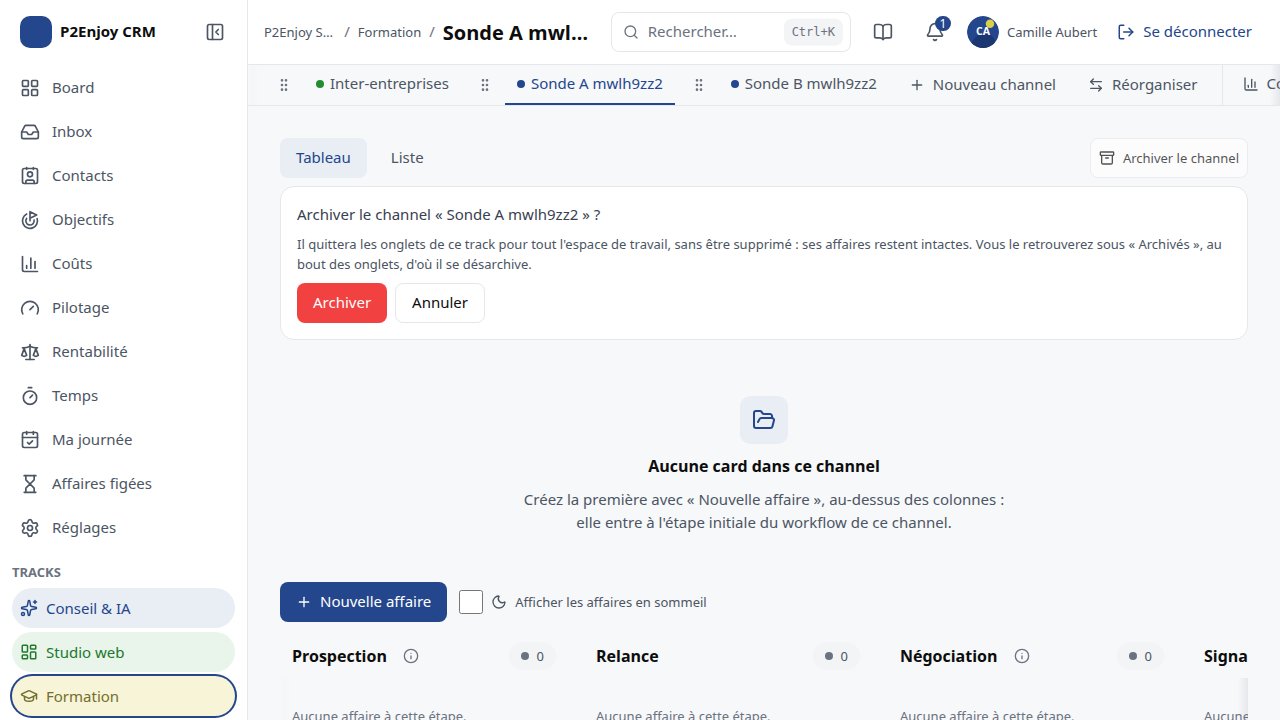 P2Enjoy CRM
P2Enjoy S... / Formation / Sonde A mwl...
Rechercher... Ctrl+K
1
CA Camille Aubert
Se déconnecter
Board
Inbox
Contacts
Objectifs
Coûts
Pilotage
Rentabilité
Temps
Ma journée
Affaires figées
Réglages
TRACKS
Conseil & IA
Studio web
Formation
Inter-entreprises
Sonde A mwlh9zz2
Sonde B mwlh9zz2
Nouveau channel
Réorganiser
Tableau
Liste
Archiver le channel
Archiver le channel « Sonde A mwlh9zz2 » ?
Il quittera les onglets de ce track pour tout l'espace de travail, sans être supprimé : ses affaires restent intactes. Vous le retrouverez sous « Archivés », au
bout des onglets, d'où il se désarchive.
Archiver
Annuler
Aucune card dans ce channel
Créez la première avec « Nouvelle affaire », au-dessus des colonnes :
elle entre à l'étape initiale du workflow de ce channel.
Nouvelle affaire
Afficher les affaires en sommeil
Prospection 0
Relance 0
Négociation 0
Signa
Aucune affaire à cette étape.
Aucune affaire à cette étape.
Aucune affaire à cette étape.
Aucune